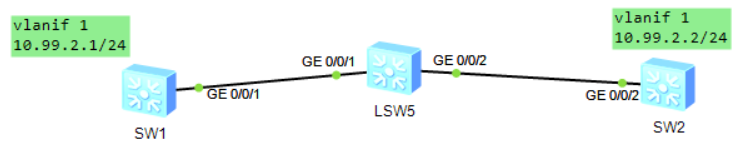 vlanif 1
10.99.2.1/24
vlanif 1
10.99.2.2/24
GE 0/0/1
GE 0/0/2
GE 0/0/1
GE 0/0/2
SW1
LSW5
SW2